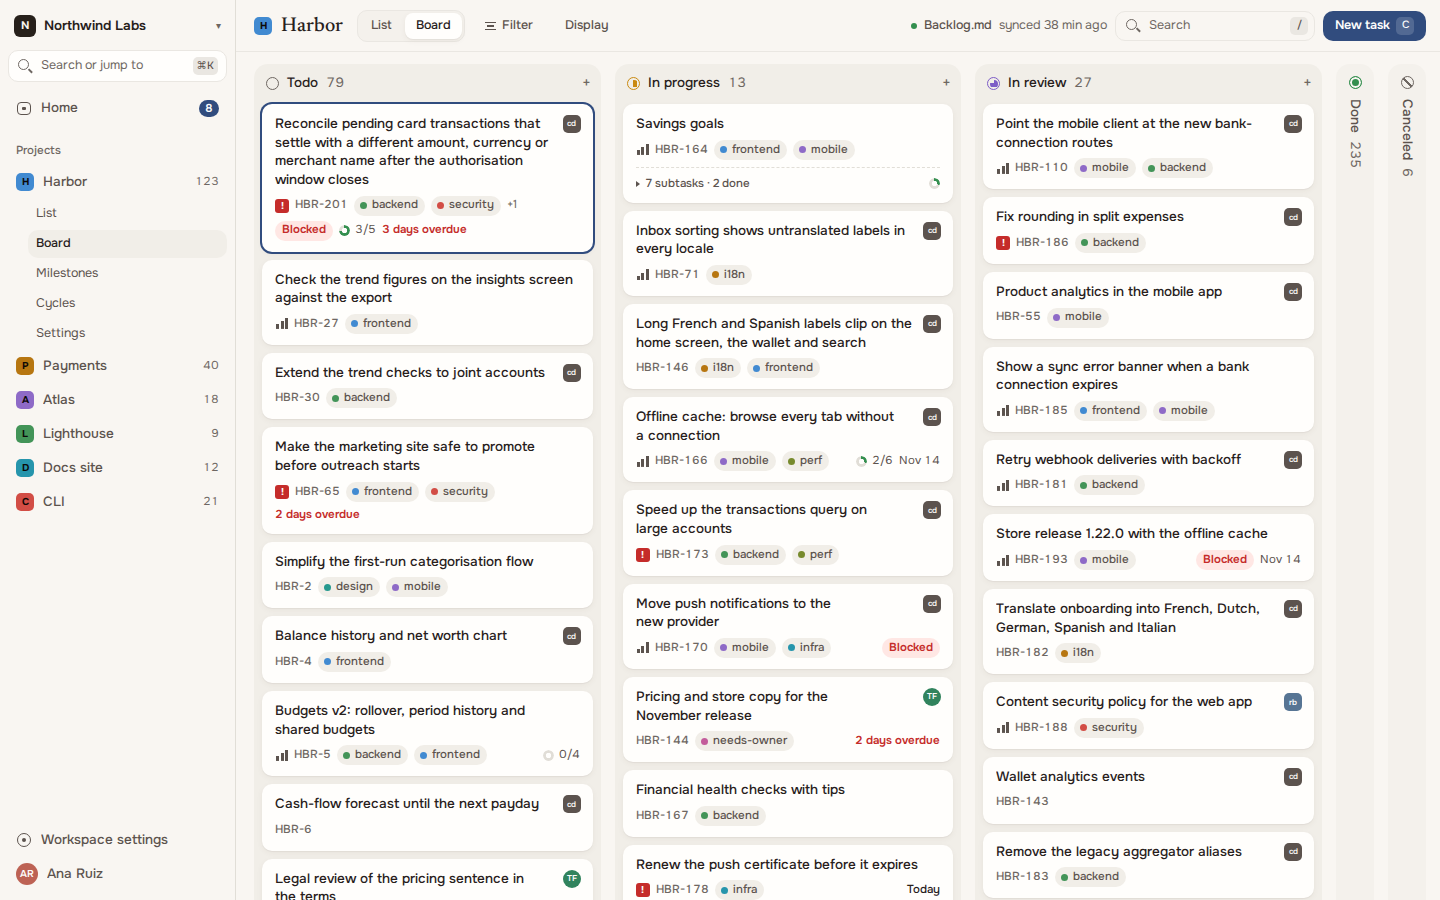 N Northwind Labs
Search or jump to ⌘K
Home 8
Projects
H Harbor 123
List
Board
Milestones
Cycles
Settings
P Payments 40
A Atlas 18
L Lighthouse 9
D Docs site 12
C CLI 21
Workspace settings
AR Ana Ruiz
H Harbor List Board Filter Display Backlog.md synced 38 min ago Search / New task C
Todo 79 +
Reconcile pending card transactions that cd
settle with a different amount, currency or
merchant name after the authorisation
window closes
! HBR-201 backend security +1
Blocked 3/5 3 days overdue
Check the trend figures on the insights screen
against the export
HBR-27 frontend
Extend the trend checks to joint accounts cd
HBR-30 backend
Make the marketing site safe to promote
before outreach starts
! HBR-65 frontend security
2 days overdue
Simplify the first-run categorisation flow
HBR-2 design mobile
Balance history and net worth chart cd
HBR-4 frontend
Budgets v2: rollover, period history and
shared budgets
HBR-5 backend frontend 0/4
Cash-flow forecast until the next payday cd
HBR-6
Legal review of the pricing sentence in TF
the terms
In progress 13 +
Savings goals
HBR-164 frontend mobile
7 subtasks · 2 done
Inbox sorting shows untranslated labels in cd
every locale
HBR-71 i18n
Long French and Spanish labels clip on the cd
home screen, the wallet and search
HBR-146 i18n frontend
Offline cache: browse every tab without cd
a connection
HBR-166 mobile perf 2/6 Nov 14
Speed up the transactions query on cd
large accounts
! HBR-173 backend perf
Move push notifications to the cd
new provider
HBR-170 mobile infra Blocked
Pricing and store copy for the TF
November release
HBR-144 needs-owner 2 days overdue
Financial health checks with tips
HBR-167 backend
Renew the push certificate before it expires
! HBR-178 infra Today
In review 27 +
Point the mobile client at the new bank- cd
connection routes
HBR-110 mobile backend
Fix rounding in split expenses cd
! HBR-186 backend
Product analytics in the mobile app cd
HBR-55 mobile
Show a sync error banner when a bank
connection expires
HBR-185 frontend mobile
Retry webhook deliveries with backoff cd
HBR-181 backend
Store release 1.22.0 with the offline cache
HBR-193 mobile Blocked Nov 14
Translate onboarding into French, Dutch, cd
German, Spanish and Italian
HBR-182 i18n
Content security policy for the web app rb
HBR-188 security
Wallet analytics events cd
HBR-143
Remove the legacy aggregator aliases cd
HBR-183 backend
Done 235
Canceled 6